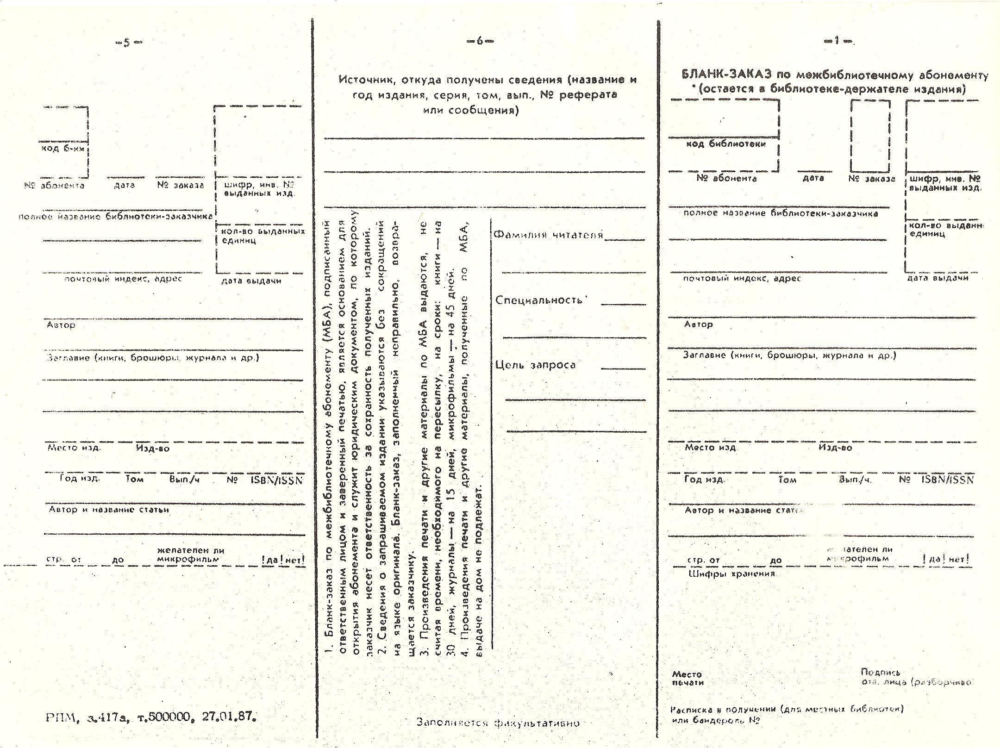 –5–
код б-ки
№ абонента
дата
№ заказа
шифр, инв. №
выданных изд.
полное название библиотеки-заказчика
кол-во выданных
единиц
почтовый индекс, адрес
дата выдачи
Автор
Заглавие (книги, брошюры, журнала и др.)
Место изд. Изд-во
Год изд. Том Вып./ч № ISBN/ISSN
Автор и название статьи
желателен ли
стр. от до микрофильм !да!нет!
РПМ, з.417а, т.500000, 27.01.87.
–6–
Источник, откуда получены сведения (название и
год издания, серия, том, вып., № реферата
или сообщения)
1. Бланк-заказ по межбиблиотечному абонементу (МБА), подписанный
ответственным лицом и заверенный печатью, является основанием для
открытия абонемента и служит юридическим документом, по которому
заказчик несет ответственность за сохранность полученных изданий.
2. Сведения о запрашиваемом издании указываются без сокращений
на языке оригинала. Бланк-заказ, заполненный неправильно, возвра-
щается заказчику.
3. Произведения печати и другие материалы по МБА выдаются, не
считая времени, необходимого на пересылку, на сроки: книги — на
30 дней, журналы — на 15 дней, микрофильмы — на 45 дней.
4. Произведения печати и другие материалы, полученные по МБА,
выдаче на дом не подлежат.
Фамилия читателя
Специальность
Цель запроса
Заполняется факультативно
–1–
БЛАНК-ЗАКАЗ по межбиблиотечному абонементу
(остается в библиотеке-держателе издания)
код библиотеки
№ абонента
дата
№ заказа
шифр, инв. №
выданных изд.
полное название библиотеки-заказчика
кол-во выданн
единиц
почтовый индекс, адрес
дата выдачи
Автор
Заглавие (книги, брошюры, журнала и др.)
Место изд. Изд-во
Год изд. Том Вып./ч. № ISBN/ISSN
Автор и название стать
ателен ли
стр. от до микрофильм ! да! нет!
Шифры хранения
Место
печати
Подпись
отв. лица (разборчиво)
Расписка в получении (для местных библиотек)
или бандероль №